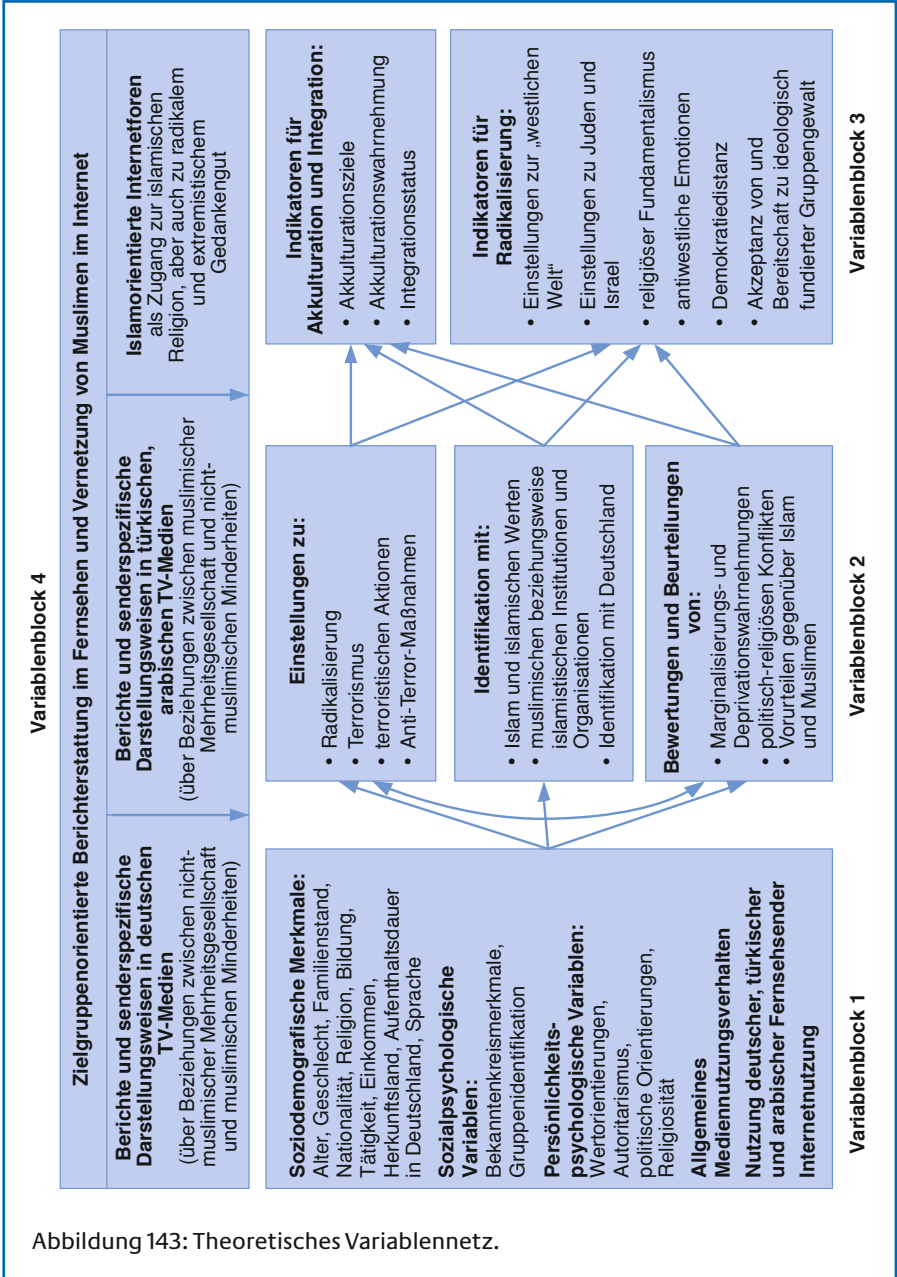 Variablenblock 4
Zielgruppenorientierte Berichterstattung im Fernsehen und Vernetzung von Muslimen im Internet
Berichte und senderspezifische
Darstellungsweisen in deutschen
TV-Medien
(über Beziehungen zwischen nicht-
muslimischer Mehrheitsgesellschaft
und muslimischen Minderheiten)
Berichte und senderspezifische
Darstellungsweisen in türkischen,
arabischen TV-Medien
(über Beziehungen zwischen muslimischer
Mehrheitsgesellschaft und nicht-
muslimischen Minderheiten)
Islamorientierte Internetforen
als Zugang zur islamischen
Religion, aber auch zu radikalem
und extremistischem
Gedankengut
Soziodemografische Merkmale:
Alter, Geschlecht, Familienstand,
Nationalität, Religion, Bildung,
Tätigkeit, Einkommen,
Herkunftsland, Aufenthaltsdauer
in Deutschland, Sprache
Sozialpsychologische
Variablen:
Bekanntenkreismerkmale,
Gruppenidentifikation
Persönlichkeits-
psychologische Variablen:
Wertorientierungen,
Autoritarismus,
politische Orientierungen,
Religiosität
Allgemeines
Mediennutzungsverhalten
Nutzung deutscher, türkischer
und arabischer Fernsehsender
Internetnutzung
Variablenblock 1
Einstellungen zu:
• Radikalisierung
• Terrorismus
• terroristischen Aktionen
• Anti-Terror-Maßnahmen
Identifikation mit:
• Islam und islamischen Werten
• muslimischen beziehungsweise
islamistischen Institutionen und
Organisationen
• Identifikation mit Deutschland
Bewertungen und Beurteilungen
von:
• Marginalisierungs- und
Deprivationswahrnehmungen
• politisch-religiösen Konflikten
• Vorurteilen gegenüber Islam
und Muslimen
Variablenblock 2
Indikatoren für
Akkulturation und Integration:
• Akkulturationsziele
• Akkulturationswahrnehmung
• Integrationsstatus
Indikatoren für
Radikalisierung:
• Einstellungen zur „westlichen
Welt“
• Einstellungen zu Juden und
Israel
• religiöser Fundamentalismus
• antiwestliche Emotionen
• Demokratiedistanz
• Akzeptanz von und
Bereitschaft zu ideologisch
fundierter Gruppengewalt
Variablenblock 3
Abbildung 143: Theoretisches Variablennetz.